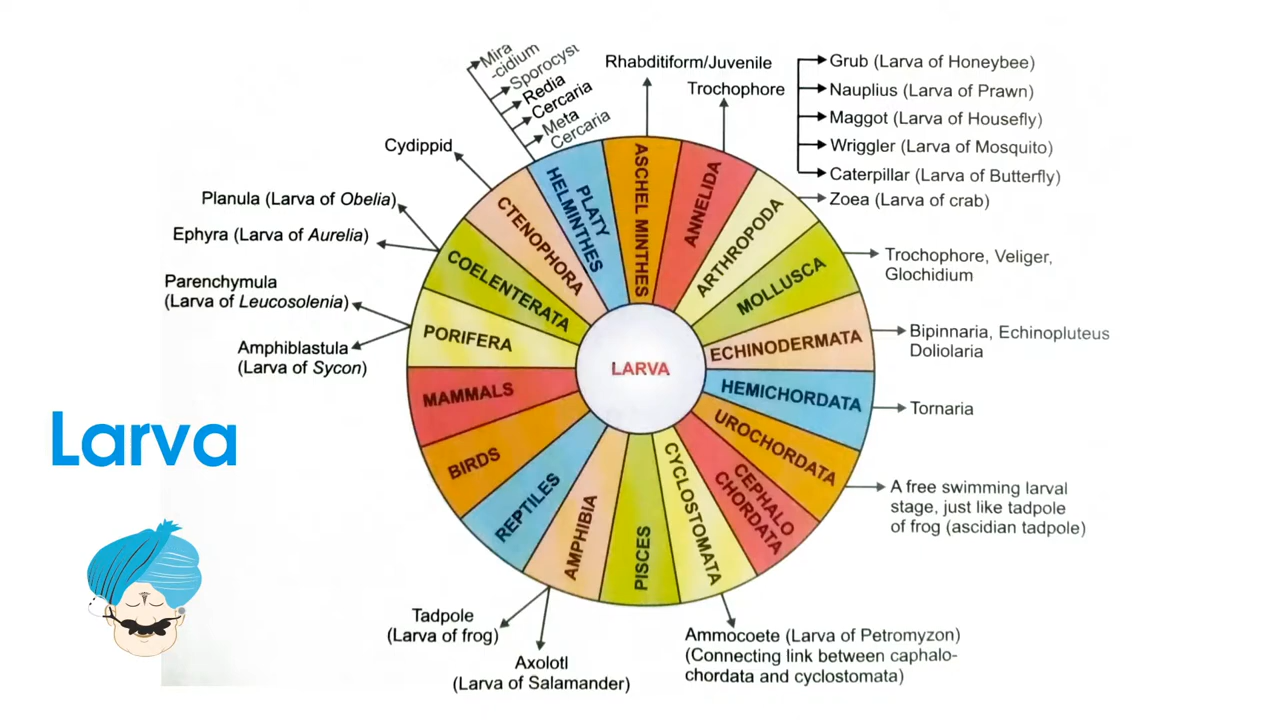 Mira
-cidium
Sporocyst
Redia
Cercaria
Meta
Cercaria
Rhabditiform/Juvenile
Trochophore
Grub (Larva of Honeybee)
Nauplius (Larva of Prawn)
Maggot (Larva of Housefly)
Wriggler (Larva of Mosquito)
Caterpillar (Larva of Butterfly)
Zoea (Larva of crab)
Cydippid
Planula (Larva of Obelia)
Ephyra (Larva of Aurelia)
Parenchymula
(Larva of Leucosolenia)
Amphiblastula
(Larva of Sycon)
Trochophore, Veliger,
Glochidium
Bipinnaria, Echinopluteus
Doliolaria
Tornaria
A free swimming larval
stage, just like tadpole
of frog (ascidian tadpole)
Ammocoete (Larva of Petromyzon)
(Connecting link between caphalo-
chordata and cyclostomata)
Tadpole
(Larva of frog)
Axolotl
(Larva of Salamander)
LARVA
PORIFERA
COELENTERATA
CTENOPHORA
PLATY
HELMINTHES
ASCHEL MINTHES
ANNELIDA
ARTHROPODA
MOLLUSCA
ECHINODERMATA
HEMICHORDATA
UROCHORDATA
CEPHALO
CHORDATA
CYCLOSTOMATA
PISCES
AMPHIBIA
REPTILES
BIRDS
MAMMALS
Larva